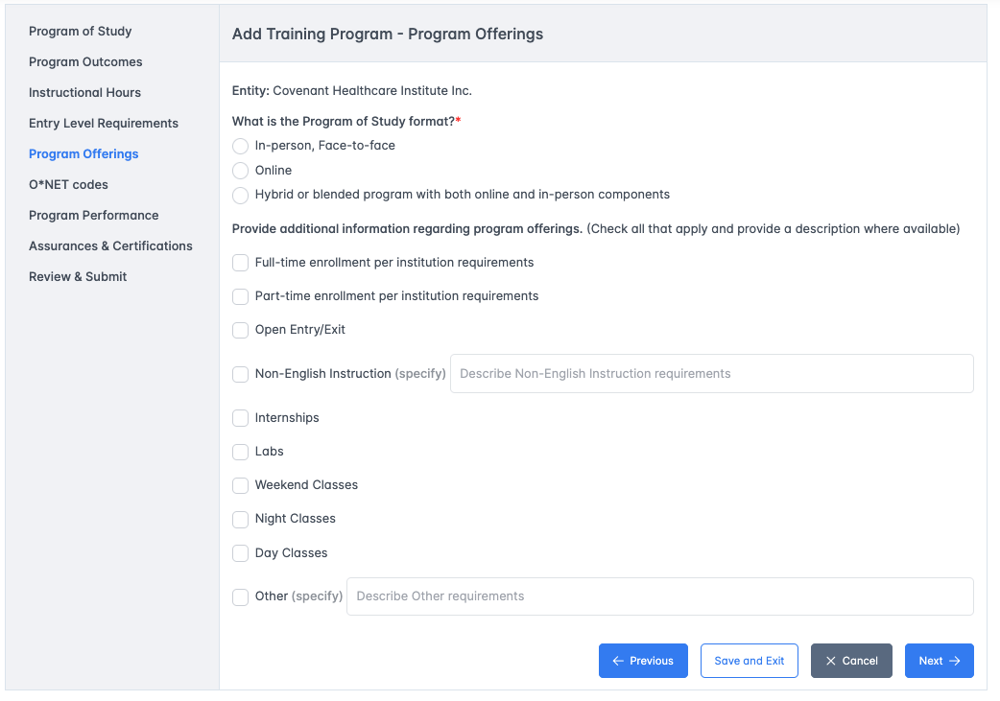 Program of Study
Program Outcomes
Instructional Hours
Entry Level Requirements
Program Offerings
O*NET codes
Program Performance
Assurances & Certifications
Review & Submit
Add Training Program - Program Offerings
Entity: Covenant Healthcare Institute Inc.
What is the Program of Study format?*
In-person, Face-to-face
Online
Hybrid or blended program with both online and in-person components
Provide additional information regarding program offerings. (Check all that apply and provide a description where available)
Full-time enrollment per institution requirements
Part-time enrollment per institution requirements
Open Entry/Exit
Non-English Instruction (specify) Describe Non-English Instruction requirements
Internships
Labs
Weekend Classes
Night Classes
Day Classes
Other (specify) Describe Other requirements
← Previous Save and Exit × Cancel Next →